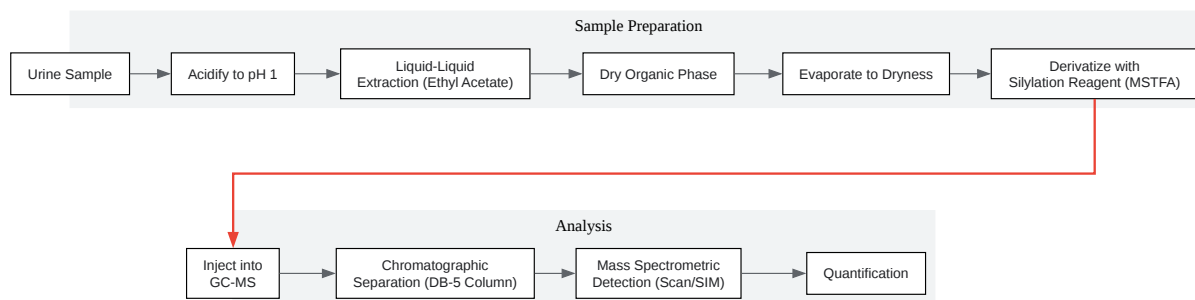 Sample Preparation
Urine Sample
Acidify to pH 1
Liquid-Liquid
Extraction (Ethyl Acetate)
Dry Organic Phase
Evaporate to Dryness
Derivatize with
Silylation Reagent (MSTFA)
Analysis
Inject into
GC-MS
Chromatographic
Separation (DB-5 Column)
Mass Spectrometric
Detection (Scan/SIM)
Quantification